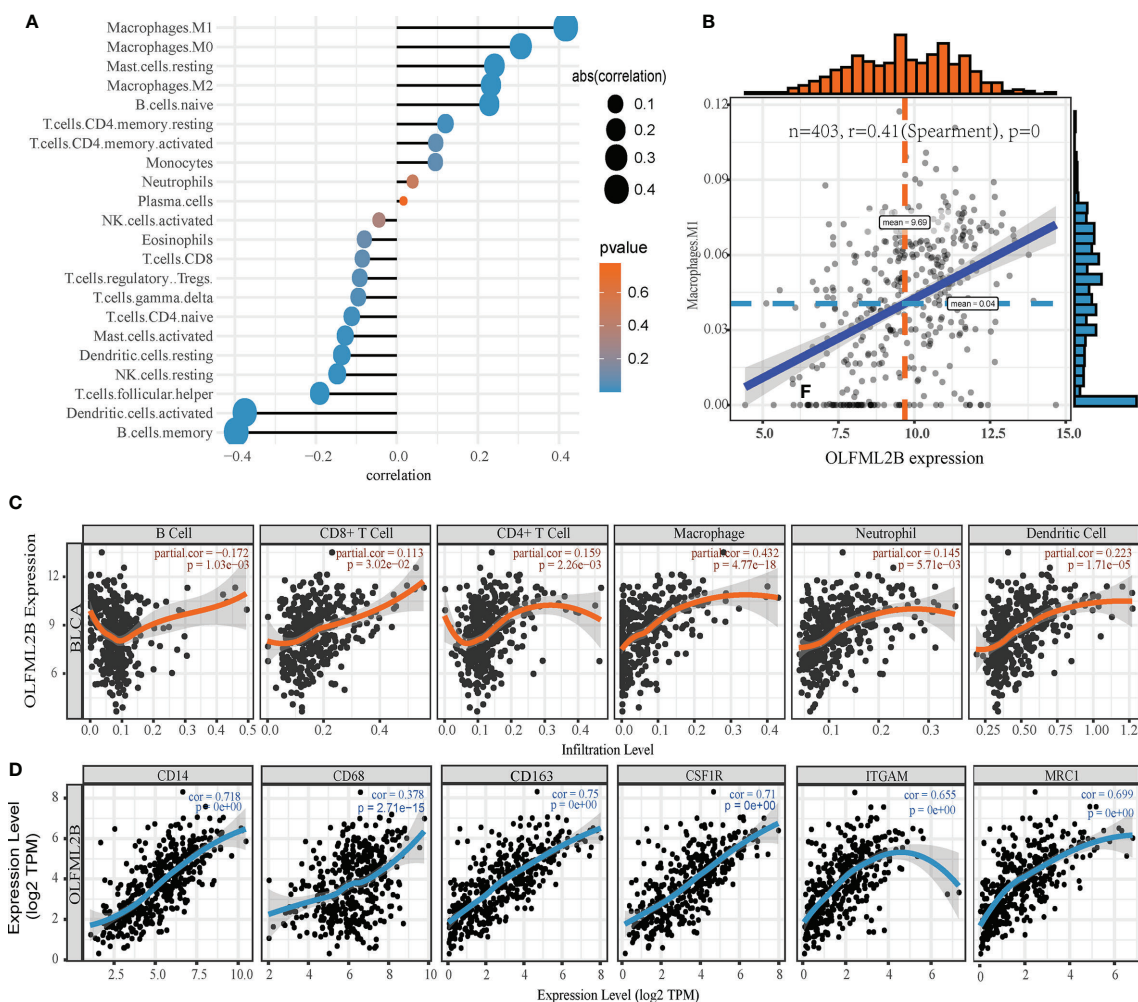 A
Macrophages.M1
Macrophages.M0
Mast.cells.resting
Macrophages.M2
B.cells.naive
T.cells.CD4.memory.resting
T.cells.CD4.memory.activated
Monocytes
Neutrophils
Plasma.cells
NK.cells.activated
Eosinophils
T.cells.CD8
T.cells.regulatory..Tregs.
T.cells.gamma.delta
T.cells.CD4.naive
Mast.cells.activated
Dendritic.cells.resting
NK.cells.resting
T.cells.follicular.helper
Dendritic.cells.activated
B.cells.memory
−0.4 −0.2 0.0 0.2 0.4
correlation
abs(correlation)
0.1
0.2
0.3
0.4
pvalue
0.6
0.4
0.2
B
n=403, r=0.41(Spearment), p=0
mean = 9.69
mean = 0.04
F
Macrophages.M1
0.12
0.09
0.06
0.03
0.00
5.0 7.5 10.0 12.5 15.0
OLFML2B expression
C
B Cell CD8+ T Cell CD4+ T Cell Macrophage Neutrophil Dendritic Cell
partial.cor = −0.172 partial.cor = 0.113 partial.cor = 0.159 partial.cor = 0.432 partial.cor = 0.145 partial.cor = 0.223
p = 1.03e−03 p = 3.02e−02 p = 2.26e−03 p = 4.77e−18 p = 5.71e−03 p = 1.71e−05
OLFML2B Expression
BLCA
12
9
6
0.0 0.1 0.2 0.3 0.4 0.5 0.0 0.2 0.4 0.0 0.1 0.2 0.3 0.4 0.0 0.1 0.2 0.3 0.4 0.1 0.2 0.3 0.25 0.50 0.75 1.00 1.25
Infiltration Level
D
CD14 CD68 CD163 CSF1R ITGAM MRC1
cor = 0.718 cor = 0.378 cor = 0.75 cor = 0.71 cor = 0.655 cor = 0.699
p = 0e+00 p = 2.71e−15 p = 0e+00 p = 0e+00 p = 0e+00 p = 0e+00
Expression Level
(log2 TPM)
OLFML2B
8
6
4
2
0
2.5 5.0 7.5 10.0 2 4 6 8 10 0 2 4 6 8 0 2 4 6 8 0 2 4 6 0 2 4 6
Expression Level (log2 TPM)